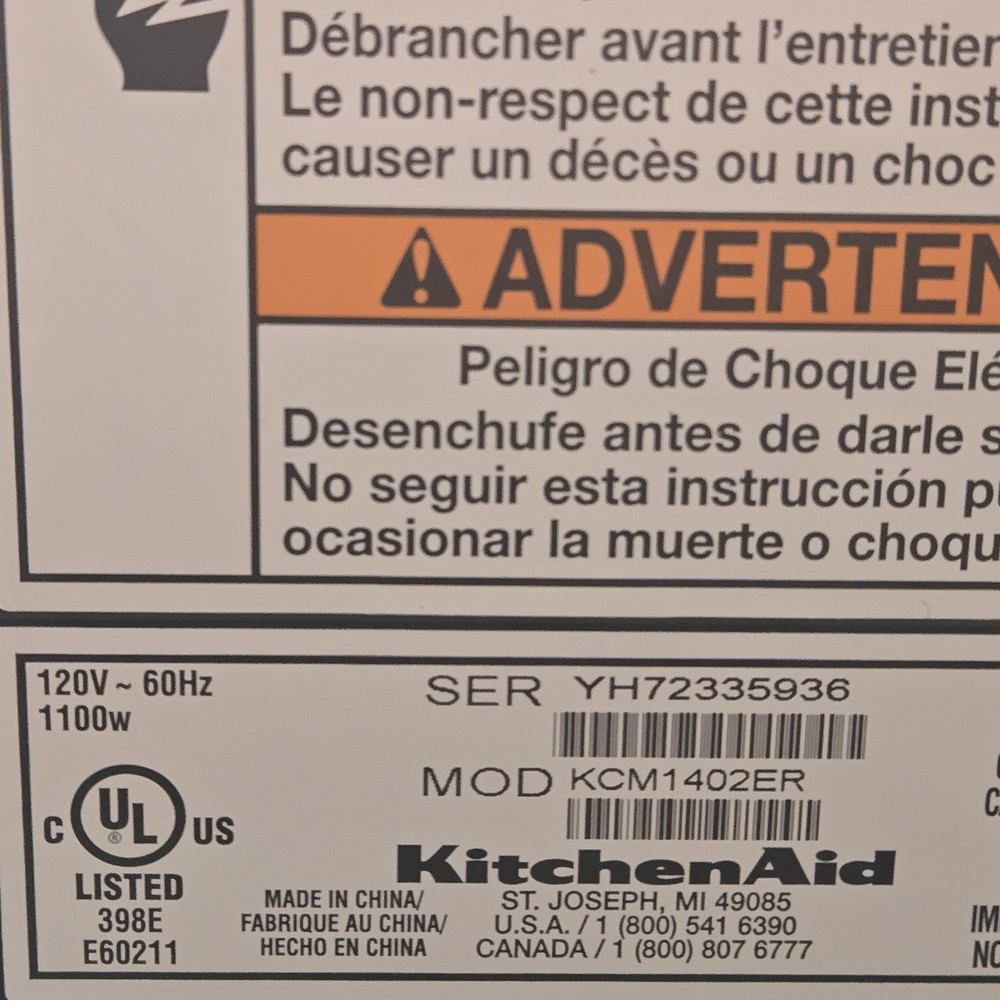 Débrancher avant l'entretien
Le non-respect de cette inst
causer un décès ou un choc
ADVERTEN
Peligro de Choque Elé
Desenchufe antes de darle s
No seguir esta instrucción pu
ocasionar la muerte o choqu
120V ~ 60Hz
1100w
SER YH72335936
MOD KCM1402ER
C UL ® US
LISTED
398E
E60211
KitchenAid
MADE IN CHINA/
FABRIQUE AU CHINA/
HECHO EN CHINA
ST. JOSEPH, MI 49085
U.S.A. / 1 (800) 541 6390
CANADA / 1 (800) 807 6777
IM
NO